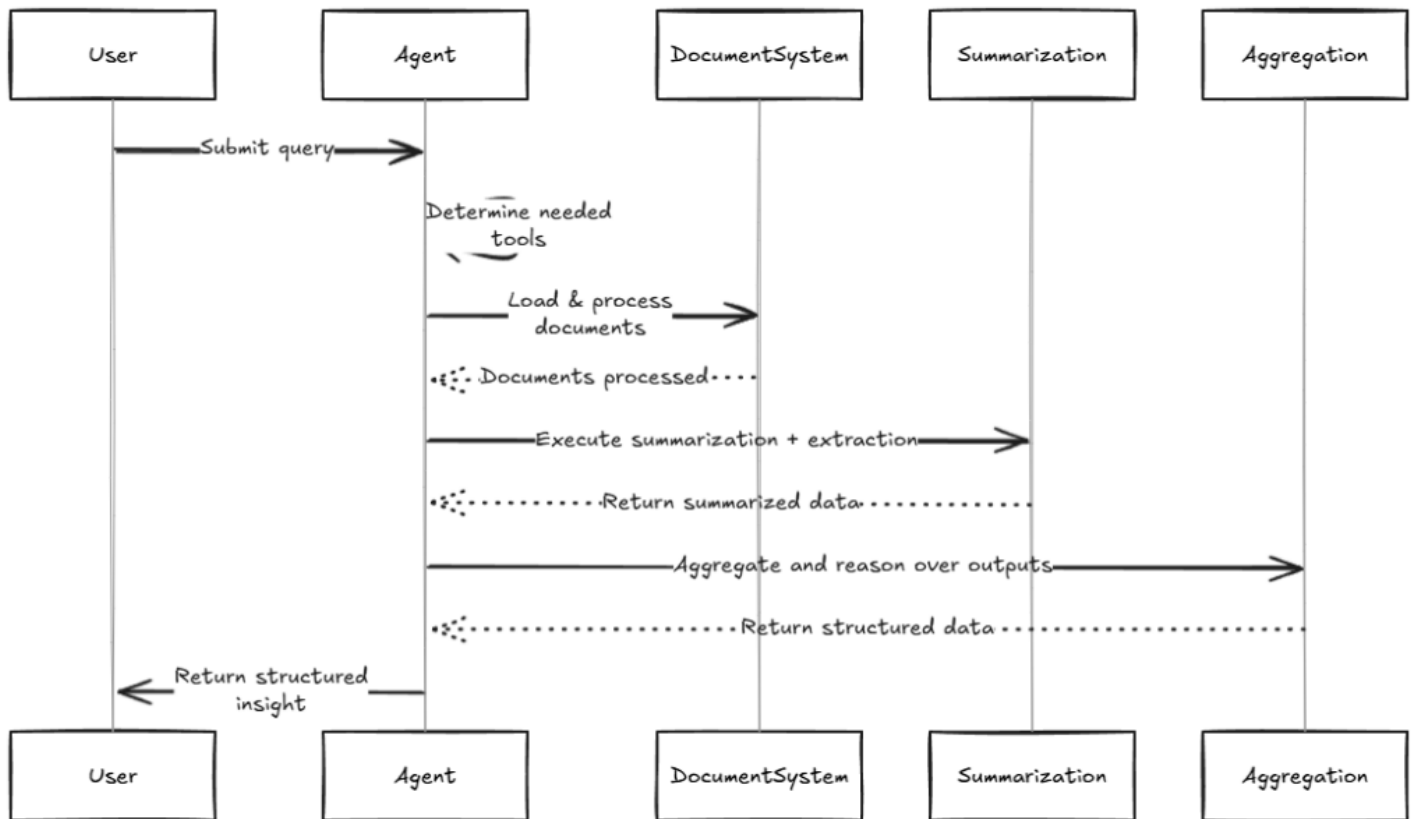 User
Agent
DocumentSystem
Summarization
Aggregation
Submit query
Determine needed
tools
Load & process
documents
Documents processed
Execute summarization + extraction
Return summarized data
Aggregate and reason over outputs
Return structured data
Return structured
insight
User
Agent
DocumentSystem
Summarization
Aggregation